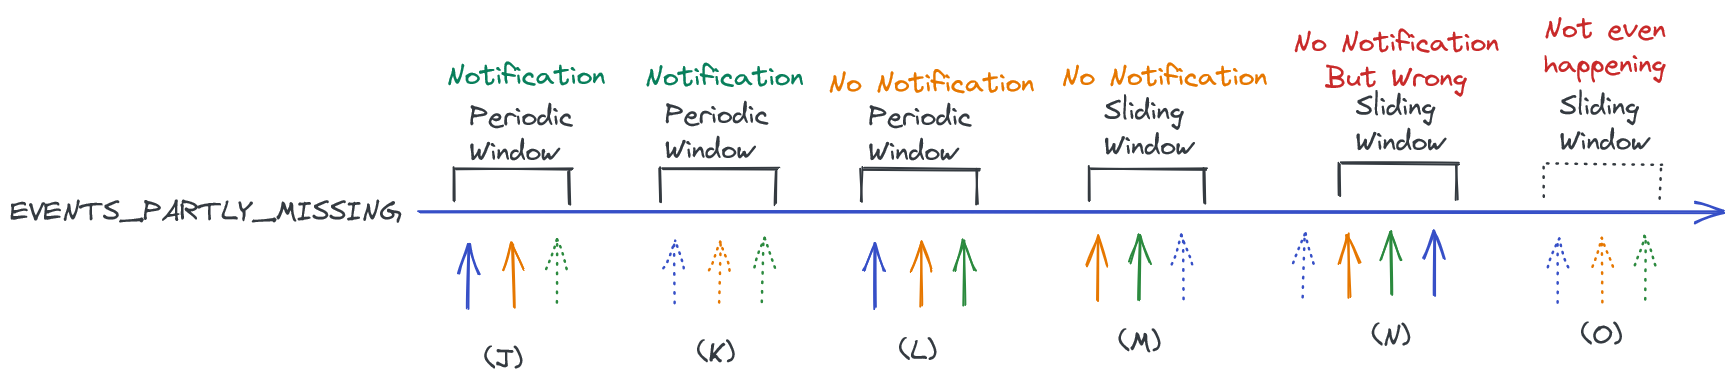 Notification
Periodic
Window
Notification
Periodic
Window
No Notification
Periodic
Window
No Notification
Sliding
Window
No Notification
But Wrong
Sliding
Window
Not even
happening
Sliding
Window
EVENTS_PARTLY_MISSING
(J)
(K)
(L)
(M)
(N)
(O)